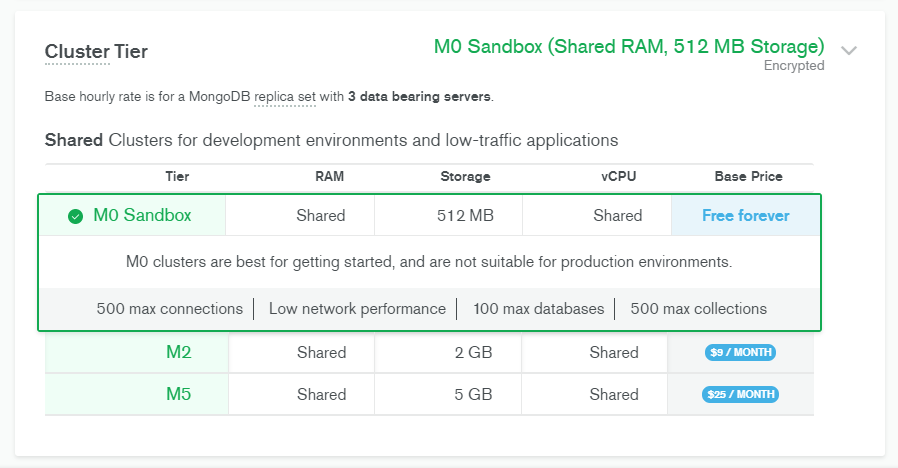 Cluster Tier
M0 Sandbox (Shared RAM, 512 MB Storage)
Encrypted
Base hourly rate is for a MongoDB replica set with 3 data bearing servers.
Shared Clusters for development environments and low-traffic applications
Tier RAM Storage vCPU Base Price
M0 Sandbox Shared 512 MB Shared Free forever
M0 clusters are best for getting started, and are not suitable for production environments.
500 max connections Low network performance 100 max databases 500 max collections
M2 Shared 2 GB Shared $9 / MONTH
M5 Shared 5 GB Shared $25 / MONTH